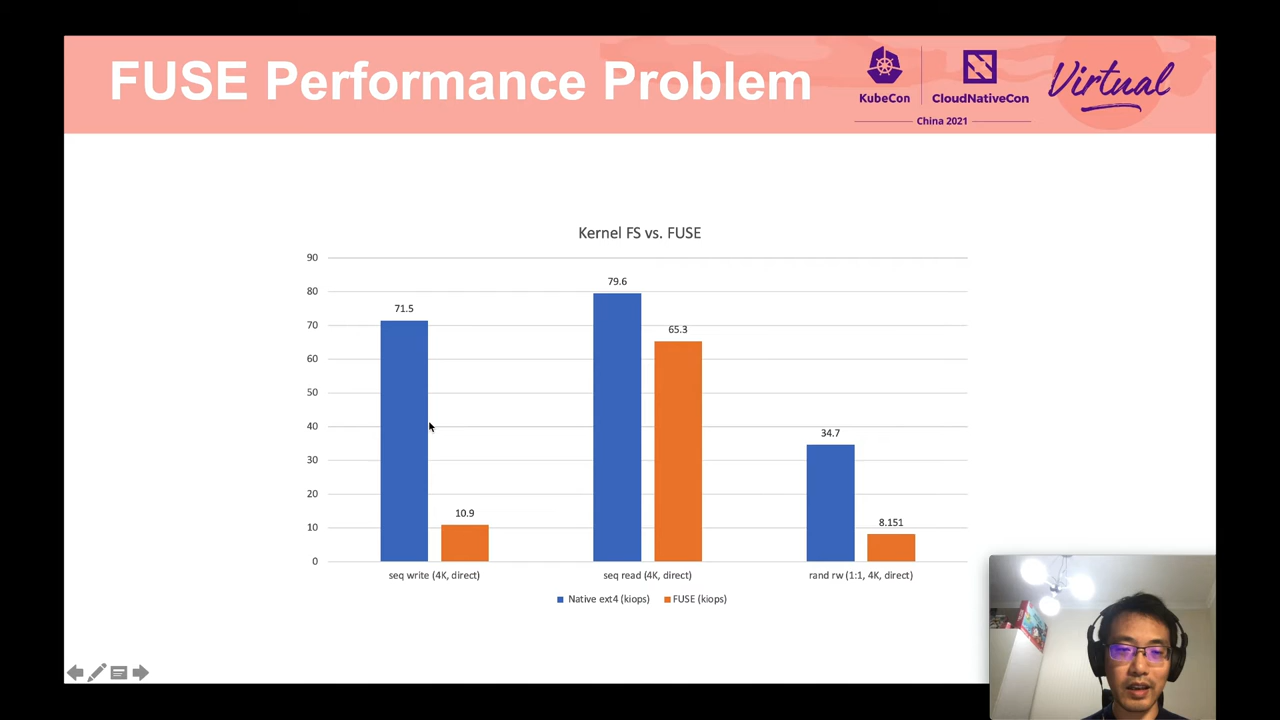 FUSE Performance Problem
KubeCon
CloudNativeCon
China 2021
Virtual
Kernel FS vs. FUSE
90
80
70
60
50
40
30
20
10
0
71.5
10.9
79.6
65.3
34.7
8.151
seq write (4K, direct)
seq read (4K, direct)
rand rw (1:1, 4K, direct)
Native ext4 (kiops)
FUSE (kiops)